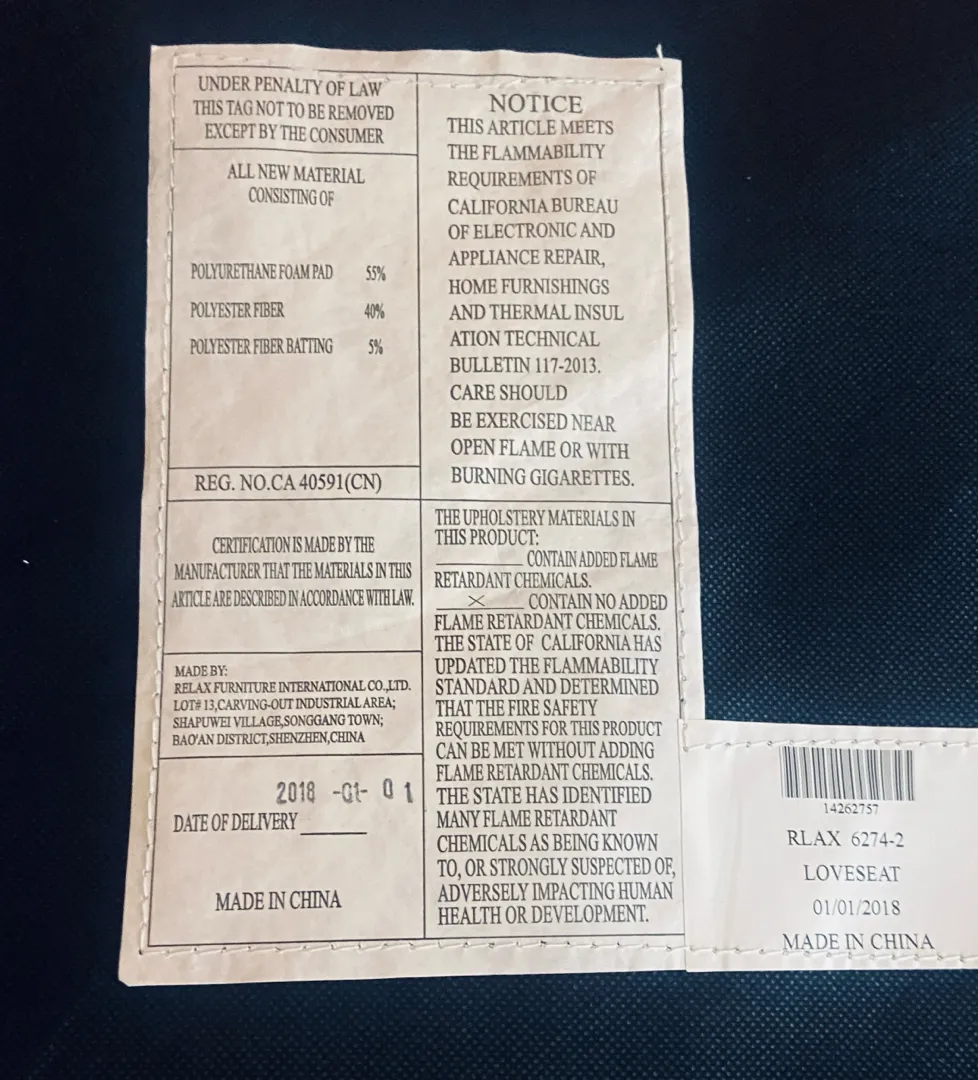 UNDER PENALTY OF LAW
THIS TAG NOT TO BE REMOVED
EXCEPT BY THE CONSUMER
ALL NEW MATERIAL
CONSISTING OF
POLYURETHANE FOAM PAD 55%
POLYESTER FIBER 40%
POLYESTER FIBER BATTING 5%
REG. NO.CA 40591(CN)
CERTIFICATION IS MADE BY THE
MANUFACTURER THAT THE MATERIALS IN THIS
ARTICLE ARE DESCRIBED IN ACCORDANCE WITH LAW.
MADE BY:
RELAX FURNITURE INTERNATIONAL CO.,LTD.
LOT# 13,CARVING-OUT INDUSTRIAL AREA;
SHAPUWEI VILLAGE,SONGGANG TOWN;
BAO'AN DISTRICT,SHENZHEN,CHINA
2018 -01- 01
DATE OF DELIVERY
MADE IN CHINA
NOTICE
THIS ARTICLE MEETS
THE FLAMMABILITY
REQUIREMENTS OF
CALIFORNIA BUREAU
OF ELECTRONIC AND
APPLIANCE REPAIR,
HOME FURNISHINGS
AND THERMAL INSUL
ATION TECHNICAL
BULLETIN 117-2013.
CARE SHOULD
BE EXERCISED NEAR
OPEN FLAME OR WITH
BURNING GIGARETTES.
THE UPHOLSTERY MATERIALS IN
THIS PRODUCT:
________ CONTAIN ADDED FLAME
RETARDANT CHEMICALS.
___X___ CONTAIN NO ADDED
FLAME RETARDANT CHEMICALS.
THE STATE OF CALIFORNIA HAS
UPDATED THE FLAMMABILITY
STANDARD AND DETERMINED
THAT THE FIRE SAFETY
REQUIREMENTS FOR THIS PRODUCT
CAN BE MET WITHOUT ADDING
FLAME RETARDANT CHEMICALS.
THE STATE HAS IDENTIFIED
MANY FLAME RETARDANT
CHEMICALS AS BEING KNOWN
TO, OR STRONGLY SUSPECTED OF,
ADVERSELY IMPACTING HUMAN
HEALTH OR DEVELOPMENT.
14262757
RLAX 6274-2
LOVESEAT
01/01/2018
MADE IN CHINA